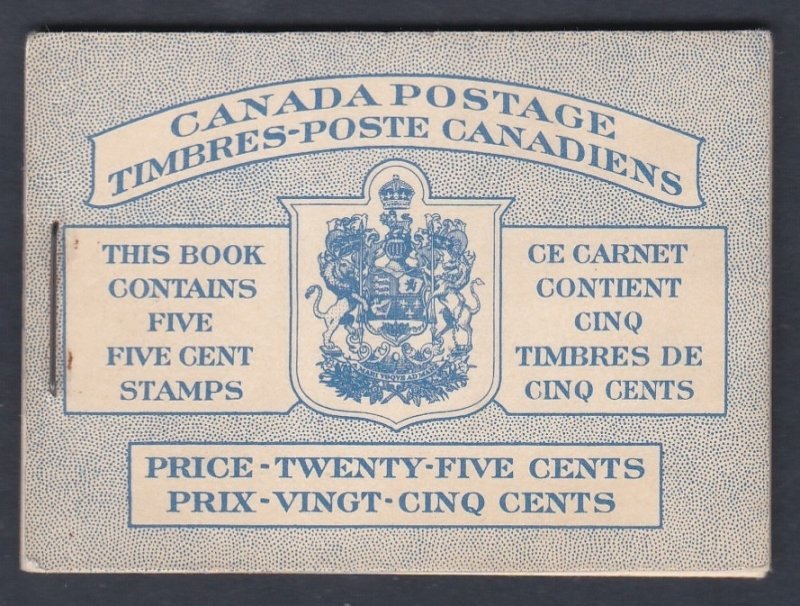 CANADA POSTAGE
TIMBRES-POSTE CANADIENS
THIS BOOK
CONTAINS
FIVE
FIVE CENT
STAMPS
CE CARNET
CONTIENT
CINQ
TIMBRES DE
CINQ CENTS
PRICE-TWENTY-FIVE CENTS
PRIX-VINGT-CINQ CENTS